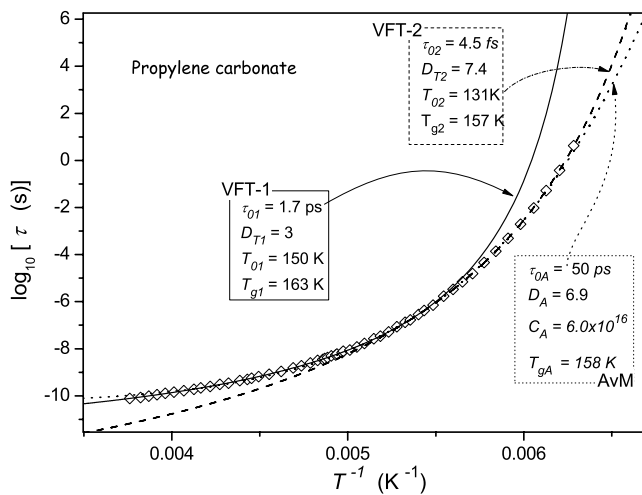 VFT-2
τ02 = 4.5 fs
DT2 = 7.4
T02 = 131K
Tg2 = 157 K
Propylene carbonate
VFT-1
τ01 = 1.7 ps
DT1 = 3
T01 = 150 K
Tg1 = 163 K
τ0A = 50 ps
DA = 6.9
CA = 6.0x10^16
TgA = 158 K
AvM
log10 [ τ (s)]
6
4
2
0
-2
-4
-6
-8
-10
0.004
0.005
0.006
T^-1 (K^-1)